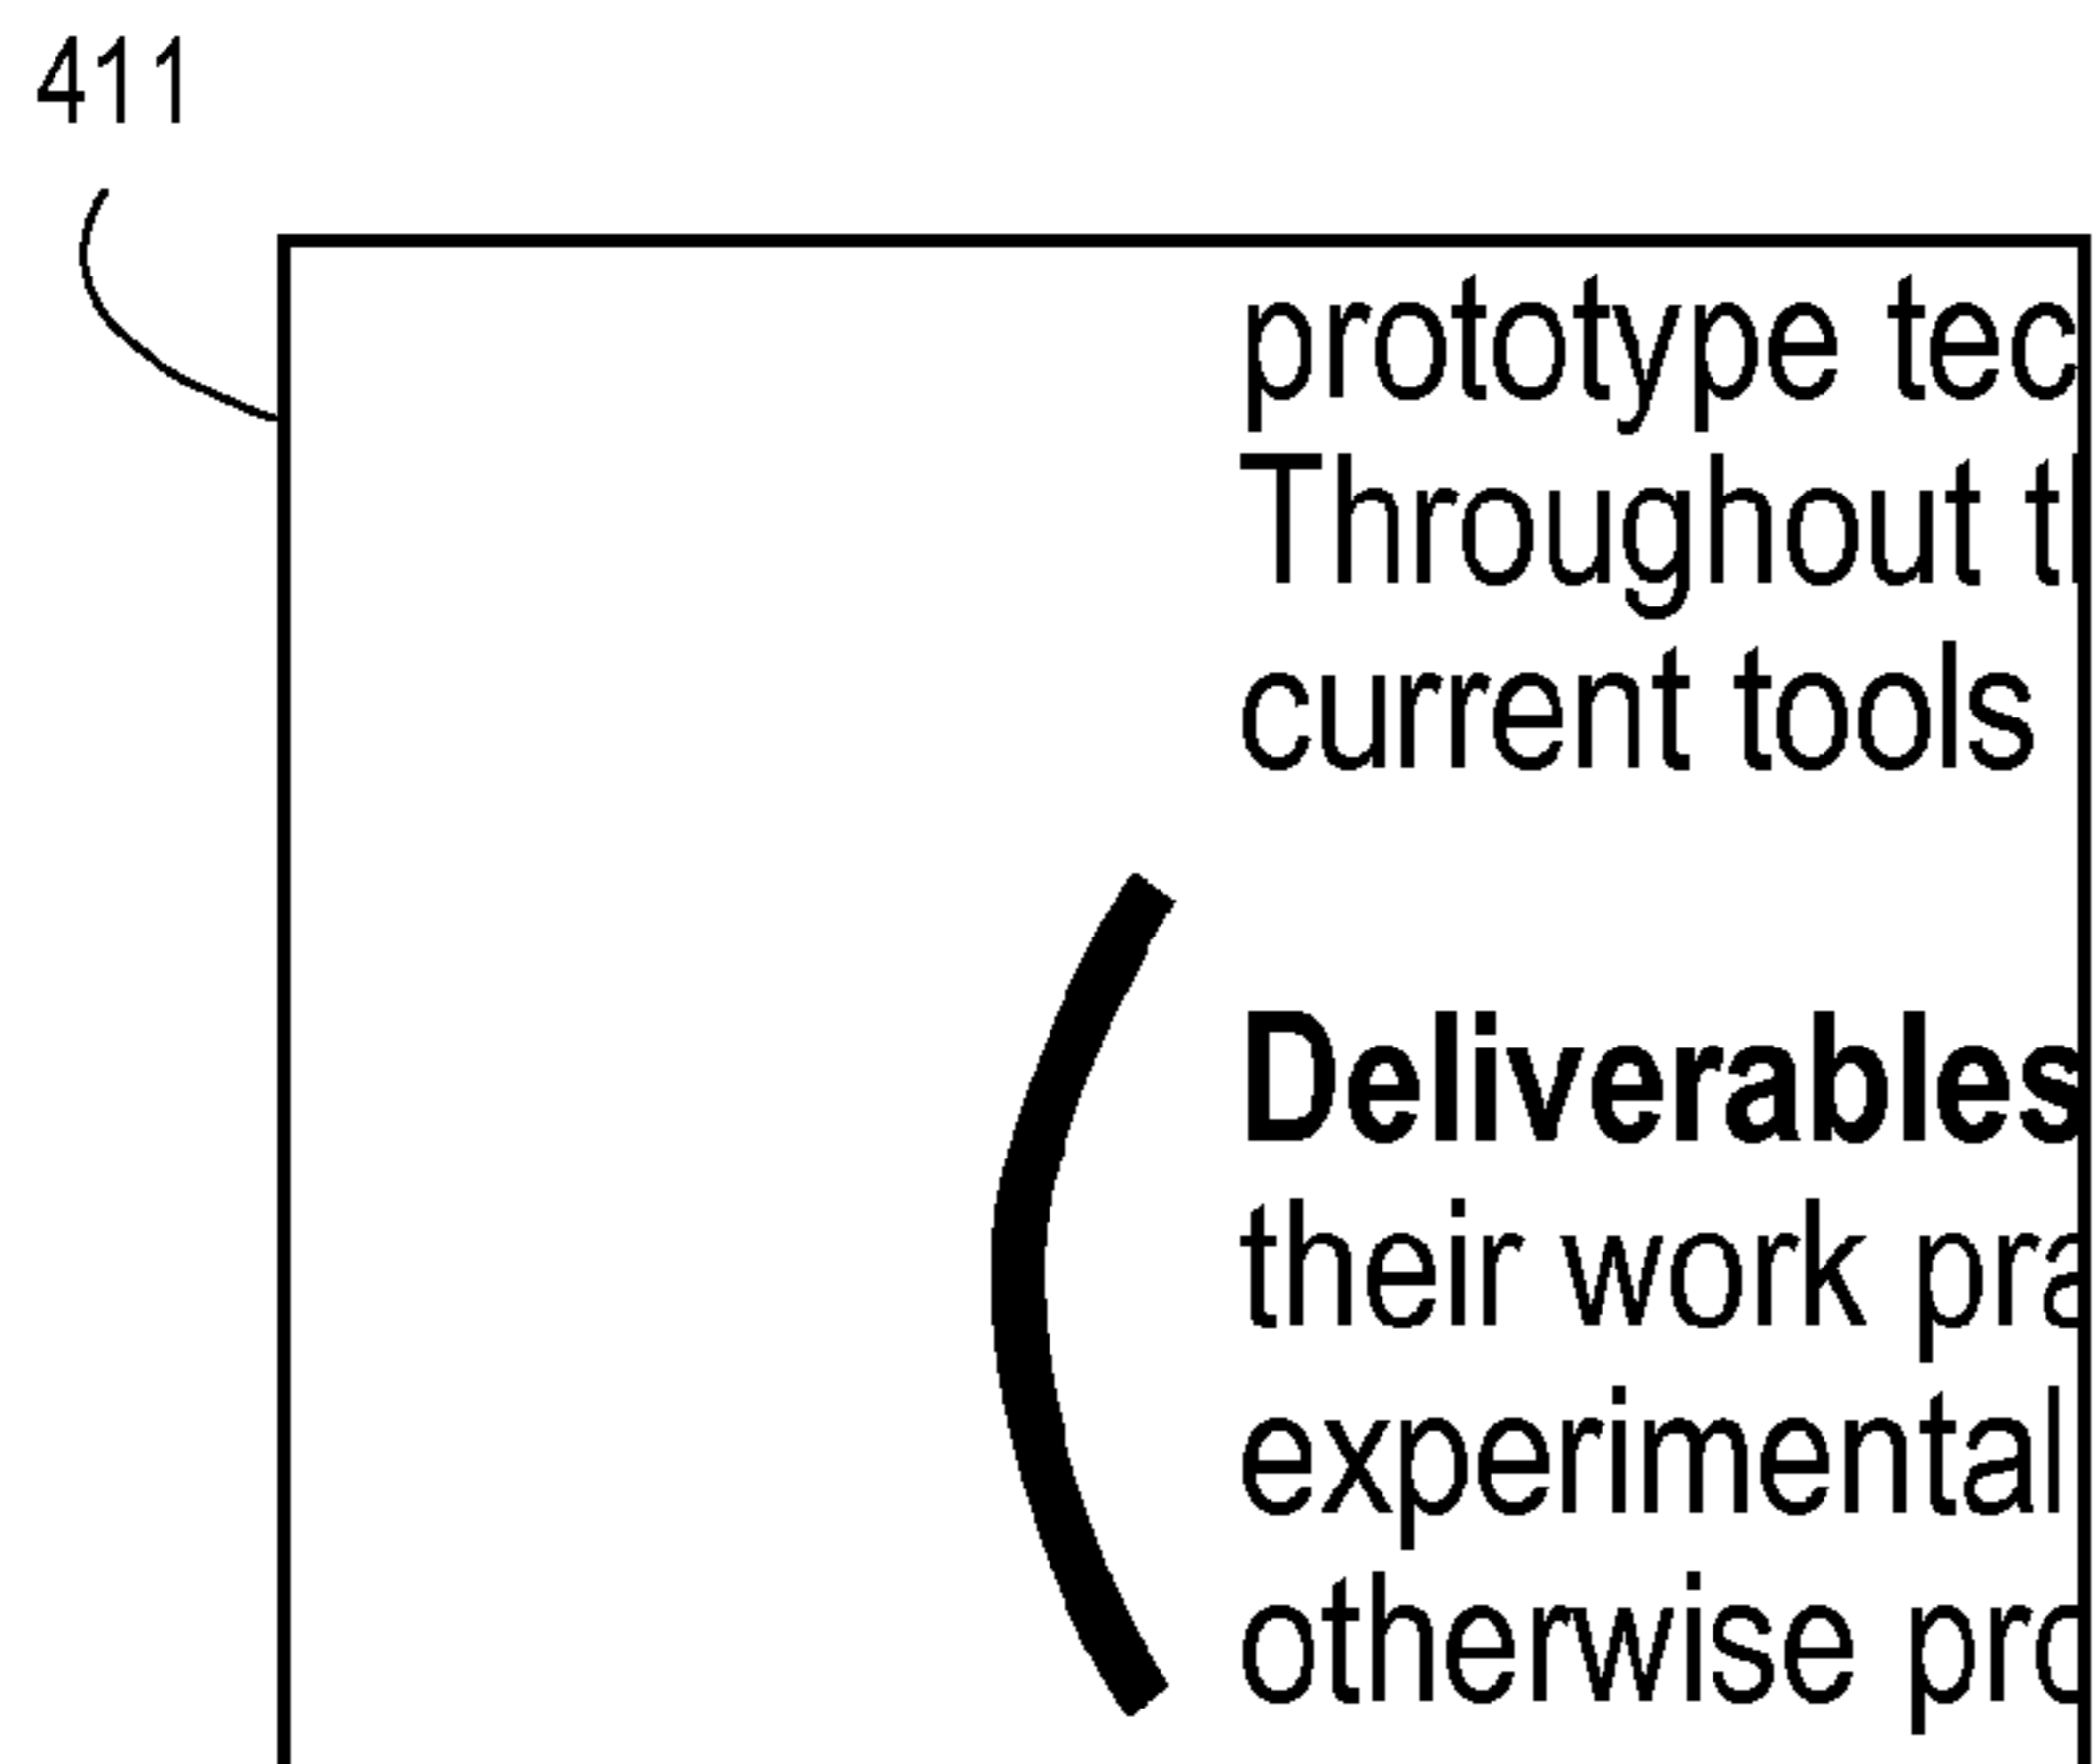 411
prototype tec
Throughout t
current tools
Deliverables
their work pra
experimental
otherwise pro